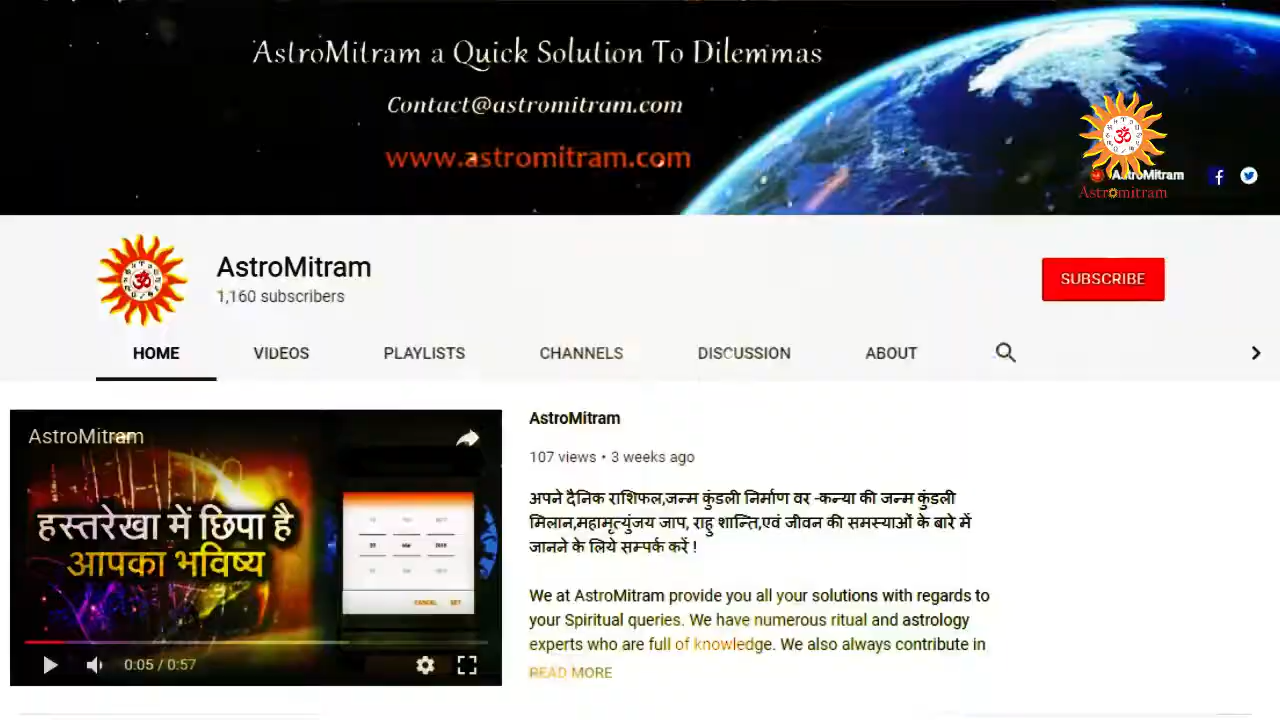 AstroMitram a Quick Solution To Dilemmas
Contact@astromitram.com
www.astromitram.com
AstroMitram
Astromitram
AstroMitram
1,160 subscribers
SUBSCRIBE
HOME VIDEOS PLAYLISTS CHANNELS DISCUSSION ABOUT
AstroMitram
हस्तरेखा में छिपा है
आपका भविष्य
CANCEL SET
0:05 / 0:57
AstroMitram
107 views • 3 weeks ago
अपने दैनिक राशिफल,जन्म कुंडली निर्माण वर -कन्या की जन्म कुंडली
मिलान,महामृत्युंजय जाप, राहु शान्ति,एवं जीवन की समस्याओं के बारे में
जानने के लिये सम्पर्क करें !
We at AstroMitram provide you all your solutions with regards to
your Spiritual queries. We have numerous ritual and astrology
experts who are full of knowledge. We also always contribute in
READ MORE